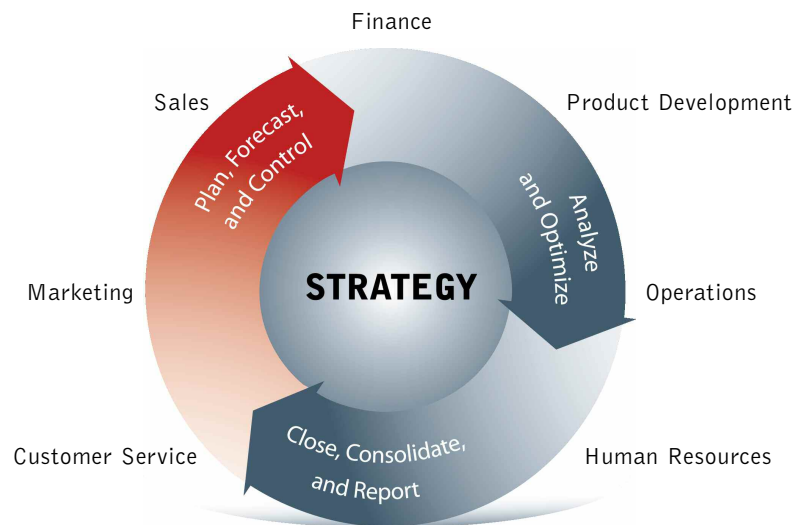 Finance
Sales
Product Development
Plan, Forecast,
and Control
Analyze
and Optimize
STRATEGY
Marketing
Operations
Customer Service
Close, Consolidate,
and Report
Human Resources